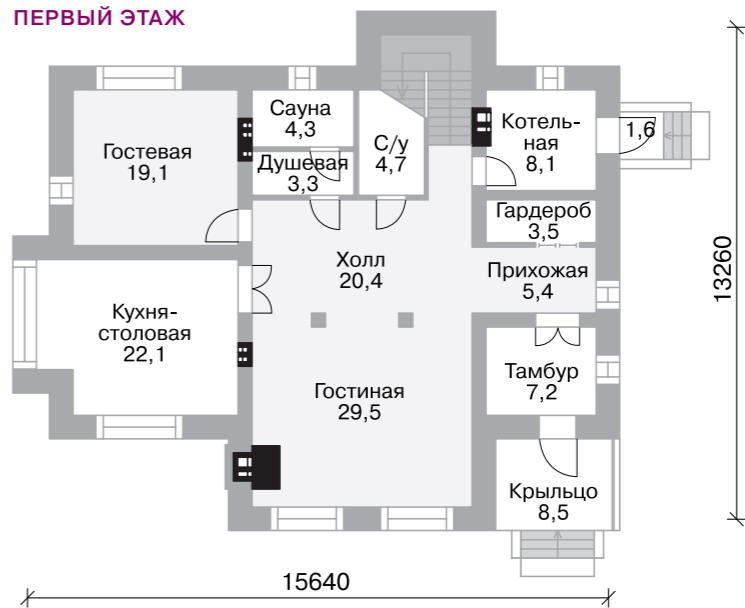 ПЕРВЫЙ ЭТАЖ
Гостевая
19,1
Сауна
4,3
Душевая
3,3
С/у
4,7
Котель-
ная
8,1
1,6
Гардероб
3,5
Холл
20,4
Прихожая
5,4
Кухня-
столовая
22,1
Гостиная
29,5
Тамбур
7,2
Крыльцо
8,5
13260
15640